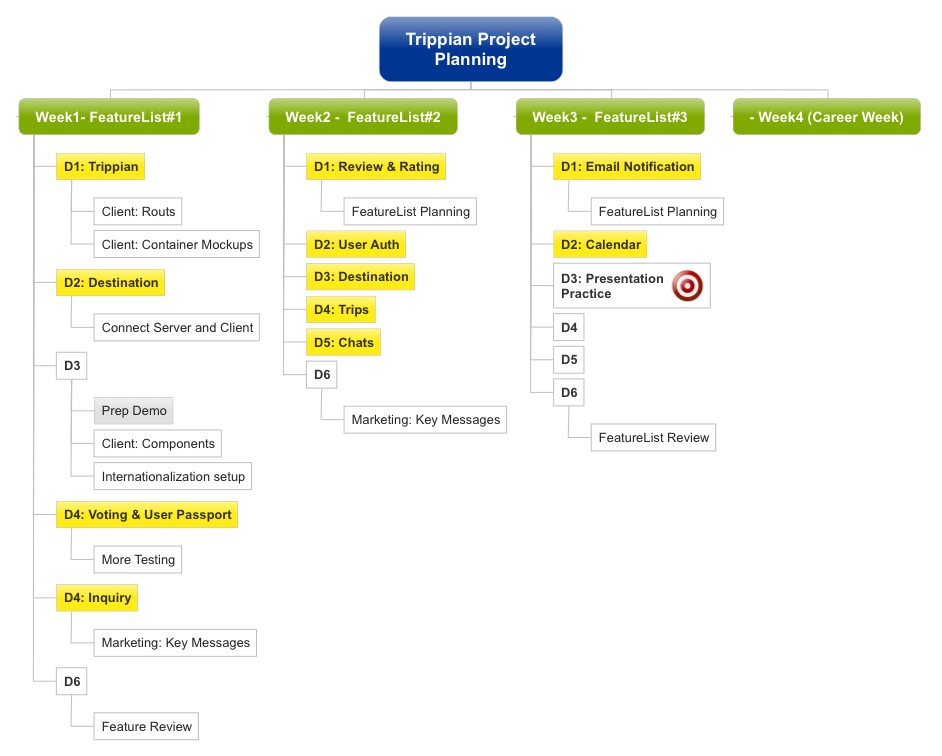 Trippian Project
Planning
Week1- FeatureList#1
D1: Trippian
Client: Routs
Client: Container Mockups
D2: Destination
Connect Server and Client
D3
Prep Demo
Client: Components
Internationalization setup
D4: Voting & User Passport
More Testing
D4: Inquiry
Marketing: Key Messages
D6
Feature Review
Week2 - FeatureList#2
D1: Review & Rating
FeatureList Planning
D2: User Auth
D3: Destination
D4: Trips
D5: Chats
D6
Marketing: Key Messages
Week3 - FeatureList#3
D1: Email Notification
FeatureList Planning
D2: Calendar
D3: Presentation
Practice
D4
D5
D6
FeatureList Review
- Week4 (Career Week)